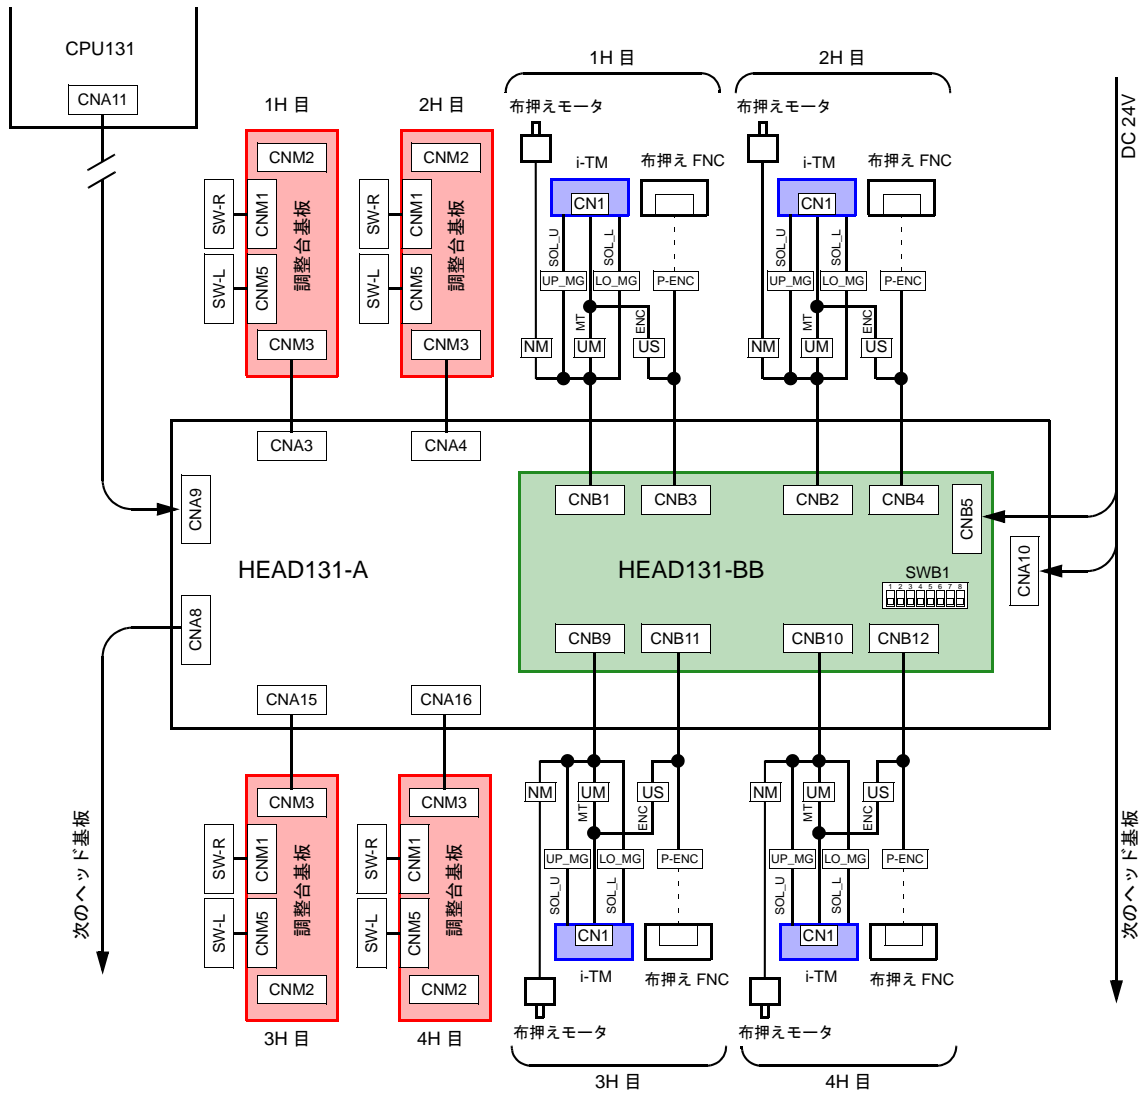 CPU131
CNA11
1H 目
2H 目
1H 目
2H 目
布押えモータ
布押えモータ
DC 24V
CNM2
CNM2
i-TM
布押え FNC
i-TM
布押え FNC
SW-R
CNM1
調整台基板
SW-R
CNM1
調整台基板
CN1
CN1
SOL_U
SOL_L
SOL_U
SOL_L
SW-L
CNM5
SW-L
CNM5
UP_MG
LO_MG
P-ENC
UP_MG
LO_MG
P-ENC
MT
ENC
MT
ENC
CNM3
CNM3
NM
UM
US
NM
UM
US
CNA3
CNA4
CNA9
CNB1
CNB3
CNB2
CNB4
CNB5
HEAD131-A
HEAD131-BB
SWB1
1 2 3 4 5 6 7 8
CNA10
CNA8
CNB9
CNB11
CNB10
CNB12
CNA15
CNA16
CNM3
CNM3
NM
UM
US
NM
UM
US
MT
ENC
MT
ENC
SW-R
CNM1
調整台基板
SW-R
CNM1
調整台基板
UP_MG
LO_MG
P-ENC
UP_MG
LO_MG
P-ENC
SOL_U
SOL_L
SOL_U
SOL_L
次のヘッド基板
SW-L
CNM5
SW-L
CNM5
CN1
CN1
次のヘッド基板
i-TM
布押え FNC
i-TM
布押え FNC
CNM2
CNM2
布押えモータ
布押えモータ
3H 目
4H 目
3H 目
4H 目